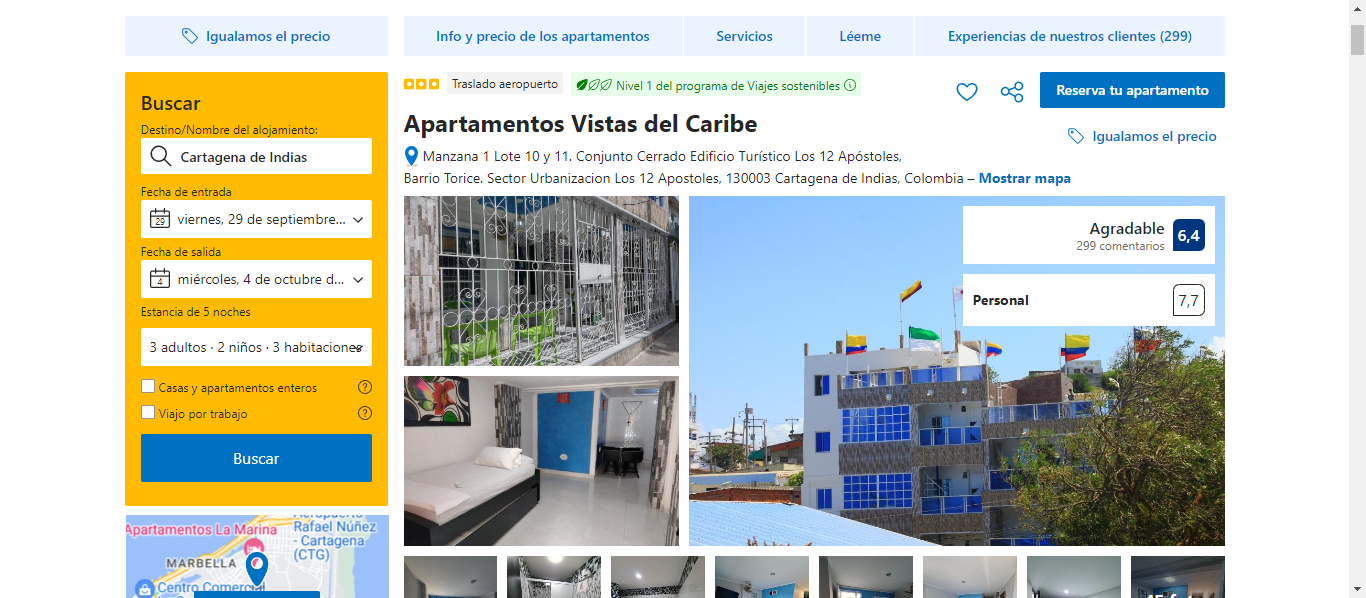 Igualamos el precio
Info y precio de los apartamentos
Servicios
Léeme
Experiencias de nuestros clientes (299)
Buscar
Destino/Nombre del alojamiento:
Cartagena de Indias
Fecha de entrada
29
viernes, 29 de septiembre...
Fecha de salida
4
miércoles, 4 de octubre d...
Estancia de 5 noches
3 adultos · 2 niños · 3 habitaciones
Casas y apartamentos enteros
Viajo por trabajo
Buscar
Apartamentos La Marina
Rafael Núñez
- Cartagena
(CTG)
MARBELLA
Centro Comercial
Traslado aeropuerto
Nivel 1 del programa de Viajes sostenibles
Reserva tu apartamento
Apartamentos Vistas del Caribe
Igualamos el precio
Manzana 1 Lote 10 y 11. Conjunto Cerrado Edificio Turístico Los 12 Apóstoles,
Barrio Torice. Sector Urbanizacion Los 12 Apostoles, 130003 Cartagena de Indias, Colombia – Mostrar mapa
Agradable
299 comentarios
6,4
Personal
7,7